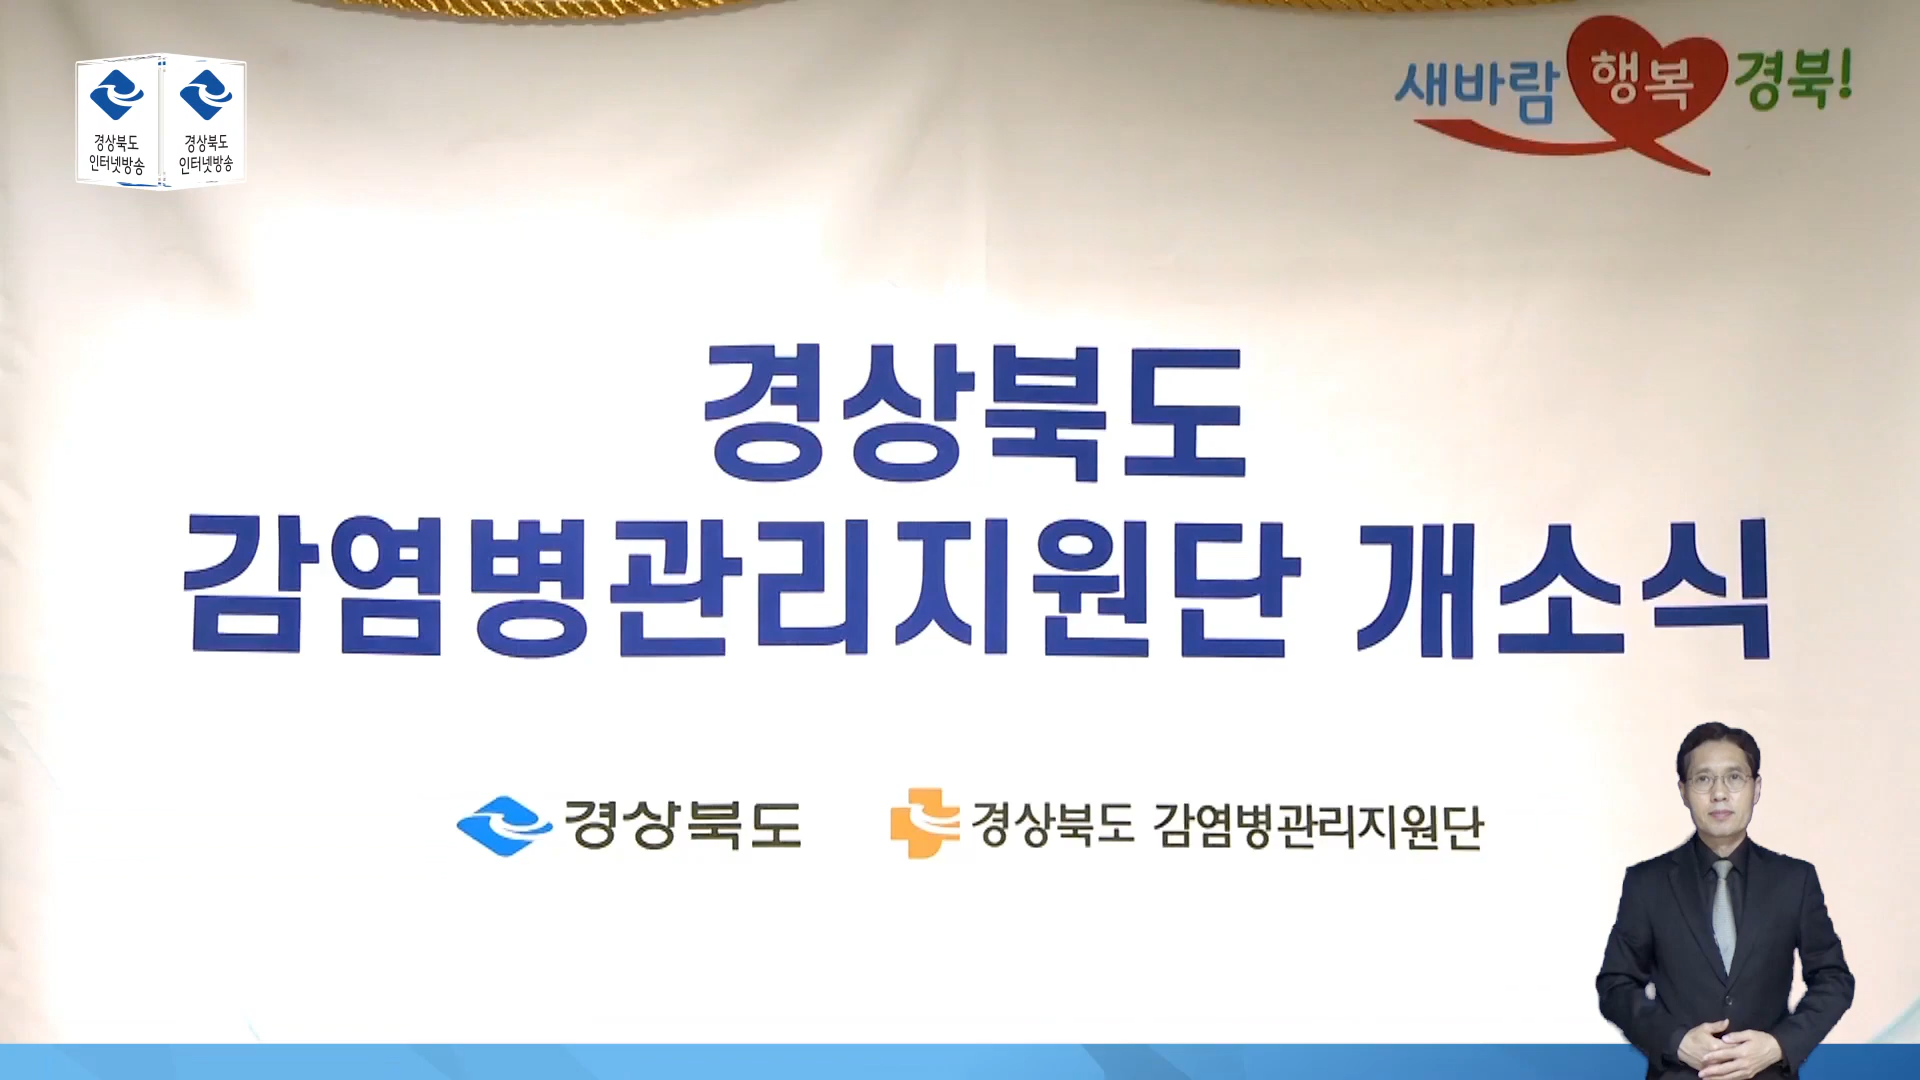 경상북도
인터넷방송
경상북도
인터넷방송
새바람 행복 경북!
경상북도
감염병관리지원단 개소식
경상북도
경상북도 감염병관리지원단